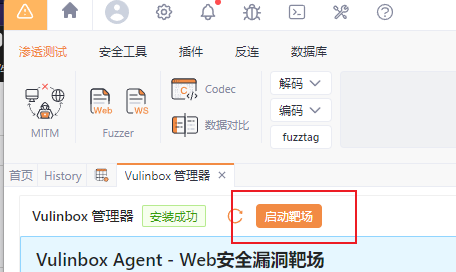 渗透测试 安全工具 插件 反连 数据库
MITM
Web WS
Fuzzer
Codec
数据对比
解码
编码
fuzztag
首页 History Vulinbox 管理器
Vulinbox 管理器 安装成功 启动靶场
Vulinbox Agent - Web安全漏洞靶场